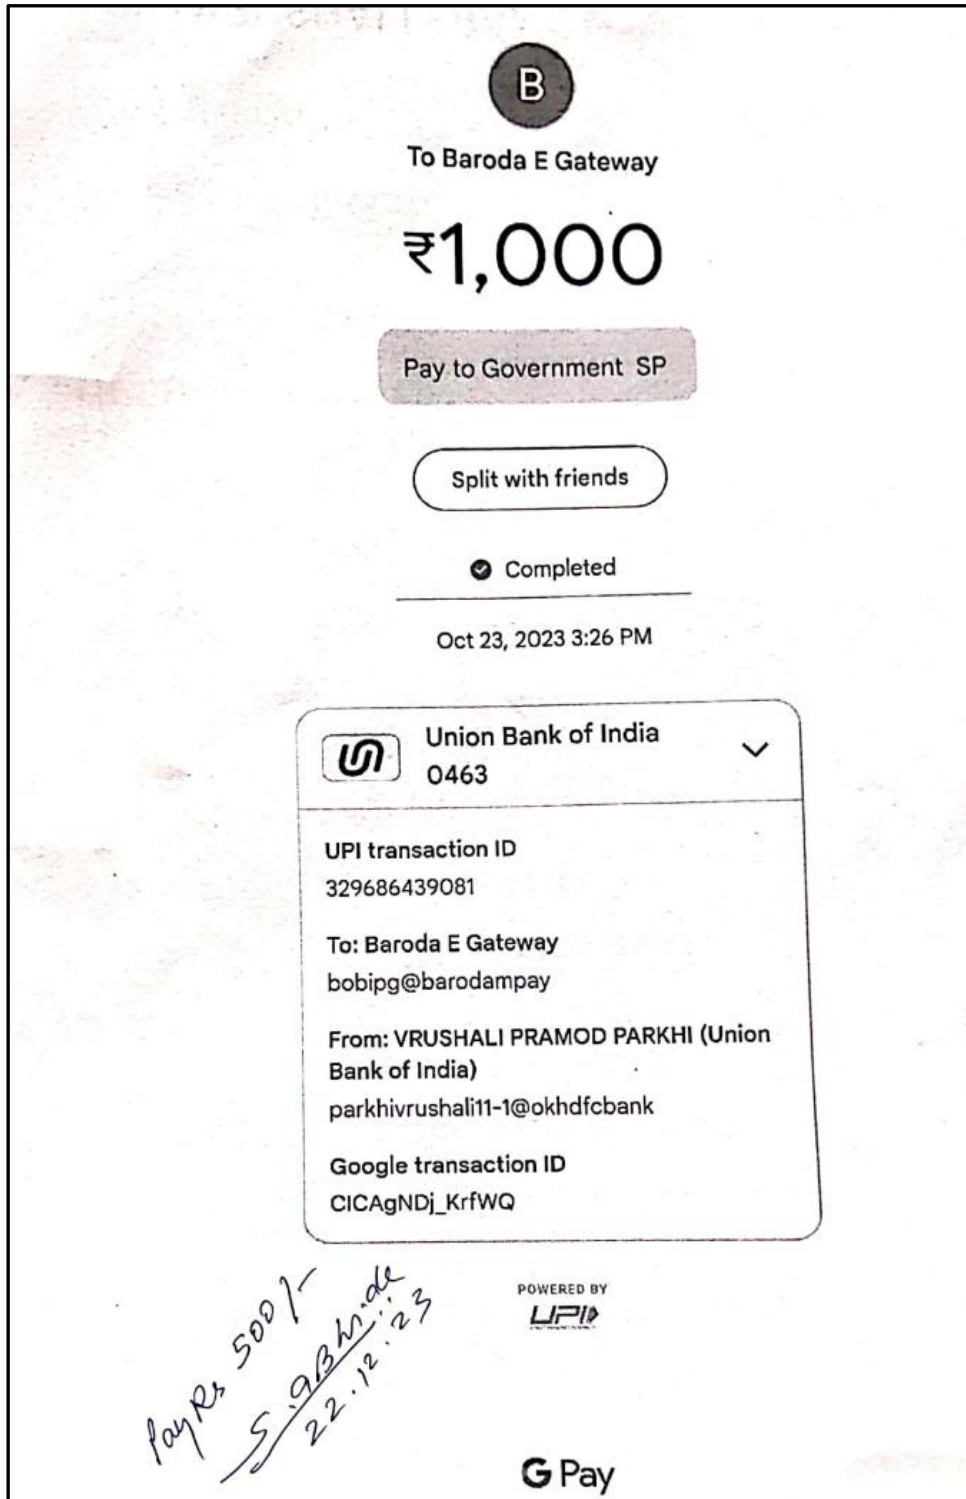 B
To Baroda E Gateway
₹1,000
Pay to Government SP
Split with friends
Completed
Oct 23, 2023 3:26 PM
Union Bank of India
0463
UPI transaction ID
329686439081
To: Baroda E Gateway
bobipg@barodampay
From: VRUSHALI PRAMOD PARKHI (Union
Bank of India)
parkhivrushali11-1@okhdfcbank
Google transaction ID
CICAgNDj_KrfWQ
POWERED BY
UPI
Pay Rs 500/-
22.12.23
G Pay